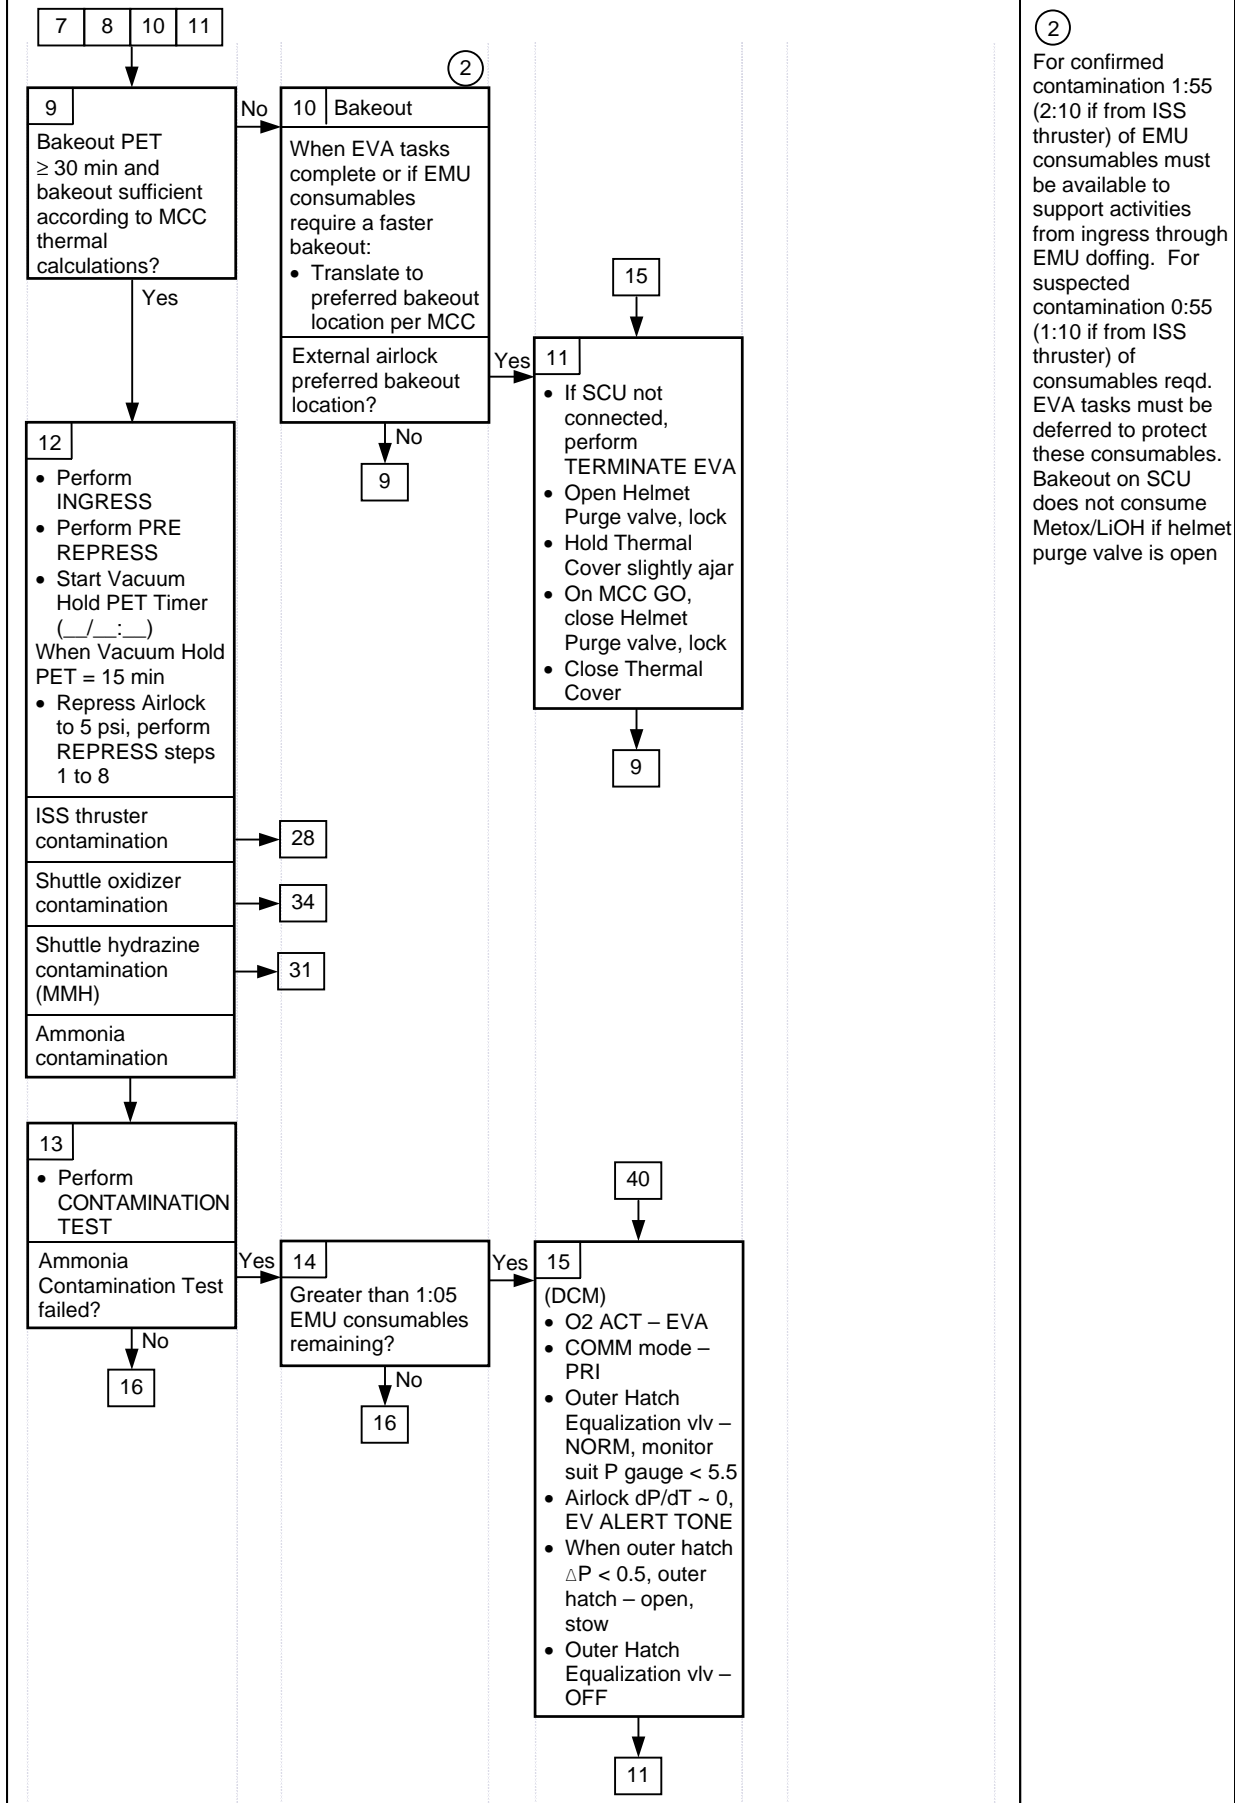 7 8 10 11
2
9
Bakeout PET
≥ 30 min and
bakeout sufficient
according to MCC
thermal
calculations?
No
Yes
10 Bakeout
When EVA tasks
complete or if EMU
consumables
require a faster
bakeout:
• Translate to
preferred bakeout
location per MCC
External airlock
preferred bakeout
location?
Yes
No
9
15
11
• If SCU not
connected,
perform
TERMINATE EVA
• Open Helmet
Purge valve, lock
• Hold Thermal
Cover slightly ajar
• On MCC GO,
close Helmet
Purge valve, lock
• Close Thermal
Cover
9
12
• Perform
INGRESS
• Perform PRE
REPRESS
• Start Vacuum
Hold PET Timer
(__/__:__)
When Vacuum Hold
PET = 15 min
• Repress Airlock
to 5 psi, perform
REPRESS steps
1 to 8
ISS thruster
contamination
28
Shuttle oxidizer
contamination
34
Shuttle hydrazine
contamination
(MMH)
31
Ammonia
contamination
13
• Perform
CONTAMINATION
TEST
Ammonia
Contamination Test
failed?
Yes
No
16
14
Greater than 1:05
EMU consumables
remaining?
Yes
No
16
40
15
(DCM)
• O2 ACT – EVA
• COMM mode –
PRI
• Outer Hatch
Equalization vlv –
NORM, monitor
suit P gauge < 5.5
• Airlock dP/dT ~ 0,
EV ALERT TONE
• When outer hatch
ΔP < 0.5, outer
hatch – open,
stow
• Outer Hatch
Equalization vlv –
OFF
11
2
For confirmed
contamination 1:55
(2:10 if from ISS
thruster) of EMU
consumables must
be available to
support activities
from ingress through
EMU doffing. For
suspected
contamination 0:55
(1:10 if from ISS
thruster) of
consumables reqd.
EVA tasks must be
deferred to protect
these consumables.
Bakeout on SCU
does not consume
Metox/LiOH if helmet
purge valve is open